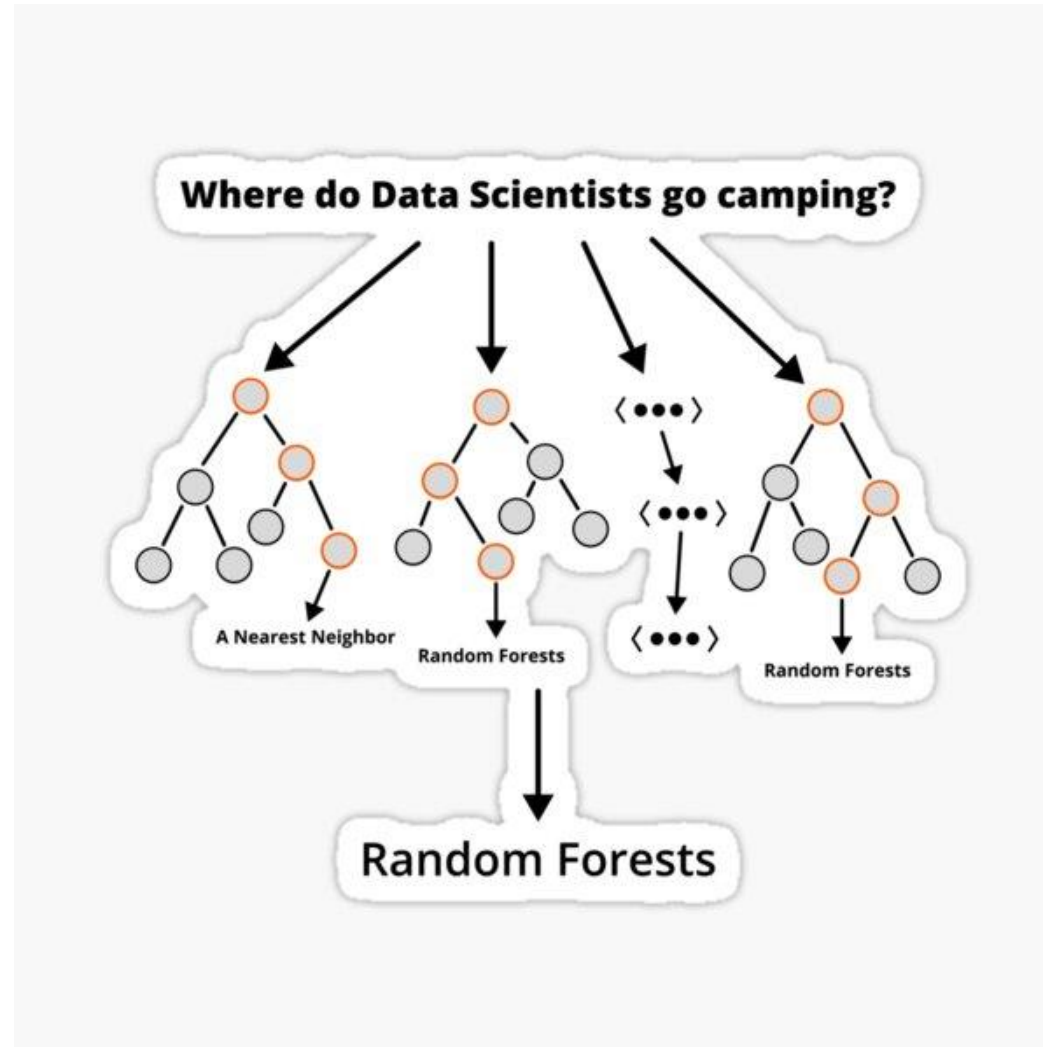 Where do Data Scientists go camping?
〈•••〉
〈•••〉
〈•••〉
A Nearest Neighbor
Random Forests
Random Forests
Random Forests